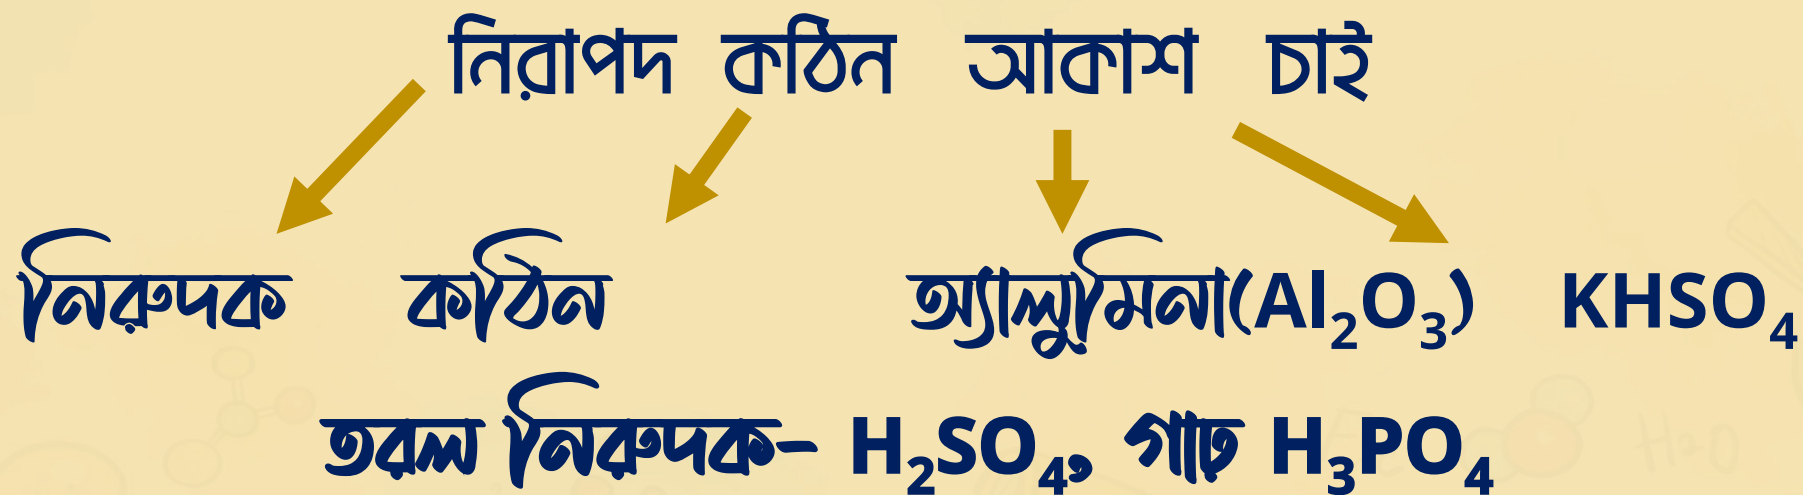 নিরাপদ কঠিন আকাশ চাই
নিরুদক কঠিন অ্যালুমিনা(Al₂O₃) KHSO₄
তরল নিরুদক– H₂SO₄, গাঢ় H₃PO₄